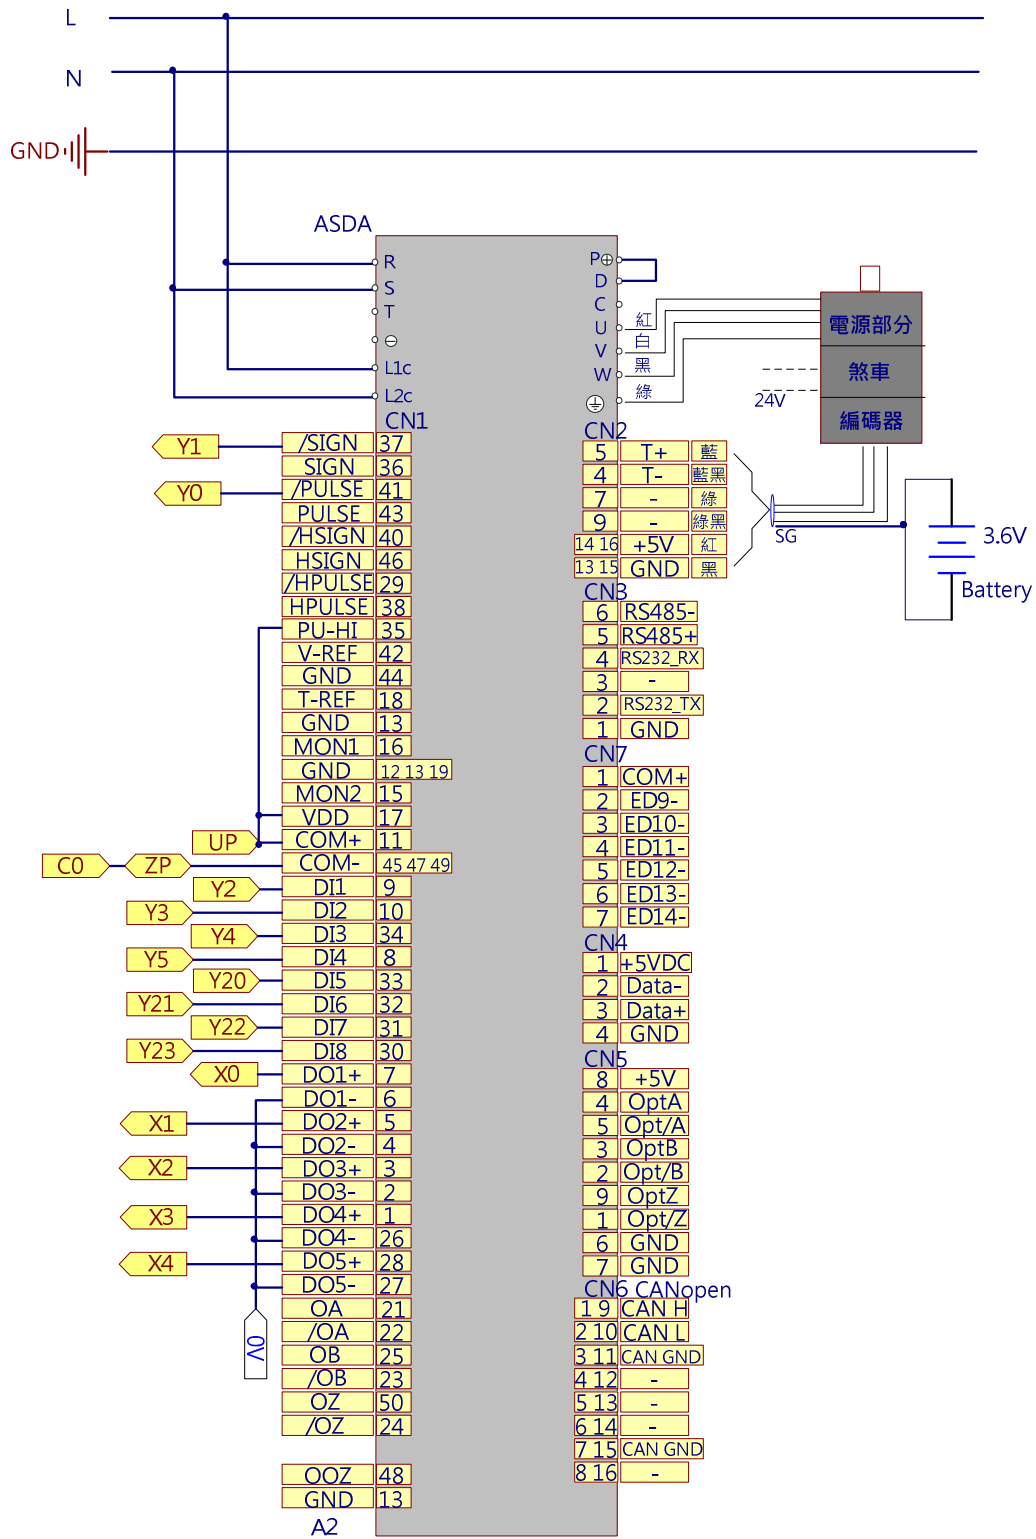 L
N
GND
ASDA
R
S
T
L1c
L2c
P
D
C
U
V
W
紅
白
黑
綠
電源部分
煞車
編碼器
24V
CN1
Y1 /SIGN 37
SIGN 36
Y0 /PULSE 41
PULSE 43
/HSIGN 40
HSIGN 46
/HPULSE 29
HPULSE 38
PU-HI 35
V-REF 42
GND 44
T-REF 18
GND 13
MON1 16
GND 12 13 19
MON2 15
VDD 17
UP COM+ 11
C0 ZP COM- 45 47 49
Y2 DI1 9
Y3 DI2 10
Y4 DI3 34
Y5 DI4 8
Y20 DI5 33
Y21 DI6 32
Y22 DI7 31
Y23 DI8 30
X0 DO1+ 7
DO1- 6
X1 DO2+ 5
DO2- 4
X2 DO3+ 3
DO3- 2
X3 DO4+ 1
DO4- 26
X4 DO5+ 28
DO5- 27
0V
OA 21
/OA 22
OB 25
/OB 23
OZ 50
/OZ 24
OOZ 48
GND 13
A2
CN2
5 T+ 藍
4 T- 藍黑
7 - 綠
9 - 綠黑
14 16 +5V 紅
13 15 GND 黑
SG
3.6V
Battery
CN3
6 RS485-
5 RS485+
4 RS232_RX
3 -
2 RS232_TX
1 GND
CN7
1 COM+
2 ED9-
3 ED10-
4 ED11-
5 ED12-
6 ED13-
7 ED14-
CN4
1 +5VDC
2 Data-
3 Data+
4 GND
CN5
8 +5V
4 OptA
5 Opt/A
3 OptB
2 Opt/B
9 OptZ
1 Opt/Z
6 GND
7 GND
CN6 CANopen
1 9 CAN H
2 10 CAN L
3 11 CAN GND
4 12 -
5 13 -
6 14 -
7 15 CAN GND
8 16 -